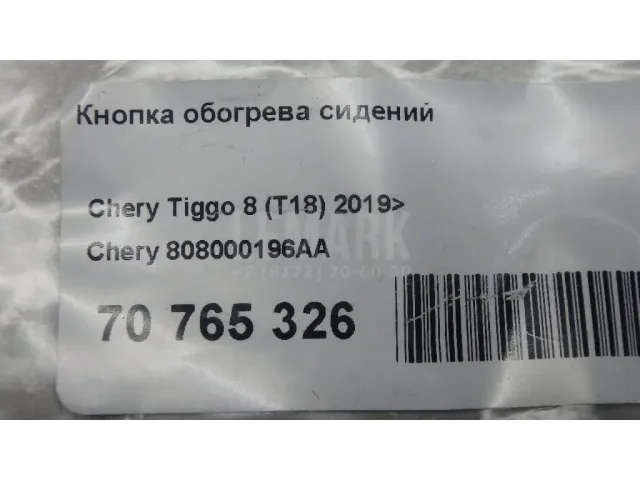 Кнопка обогрева сидений
Chery Tiggo 8 (T18) 2019>
Chery 808000196AA
70 765 326